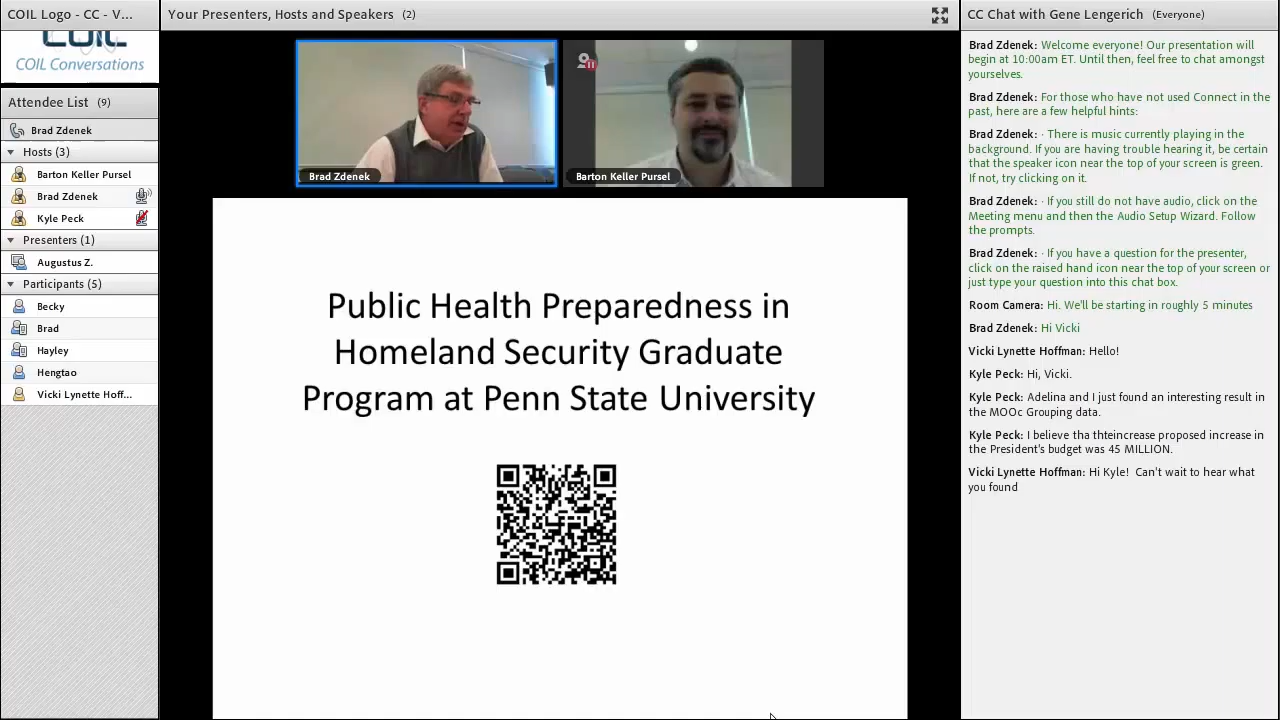 COIL Logo - CC - V...
COIL
COIL Conversations
Attendee List (9)
Brad Zdenek
Hosts (3)
Barton Keller Pursel
Brad Zdenek
Kyle Peck
Presenters (1)
Augustus Z.
Participants (5)
Becky
Brad
Hayley
Hengtao
Vicki Lynette Hoff...
Your Presenters, Hosts and Speakers (2)
Brad Zdenek
Barton Keller Pursel
Public Health Preparedness in
Homeland Security Graduate
Program at Penn State University
CC Chat with Gene Lengerich (Everyone)
Brad Zdenek: Welcome everyone! Our presentation will
begin at 10:00am ET. Until then, feel free to chat amongst
yourselves.
Brad Zdenek: For those who have not used Connect in the
past, here are a few helpful hints:
Brad Zdenek: · There is music currently playing in the
background. If you are having trouble hearing it, be certain
that the speaker icon near the top of your screen is green.
If not, try clicking on it.
Brad Zdenek: · If you still do not have audio, click on the
Meeting menu and then the Audio Setup Wizard. Follow
the prompts.
Brad Zdenek: · If you have a question for the presenter,
click on the raised hand icon near the top of your screen or
just type your question into this chat box.
Room Camera: Hi. We'll be starting in roughly 5 minutes
Brad Zdenek: Hi Vicki
Vicki Lynette Hoffman: Hello!
Kyle Peck: Hi, Vicki.
Kyle Peck: Adelina and I just found an interesting result in
the MOOc Grouping data.
Kyle Peck: I believe tha thteincrease proposed increase in
the President's budget was 45 MILLION.
Vicki Lynette Hoffman: Hi Kyle! Can't wait to hear what
you found